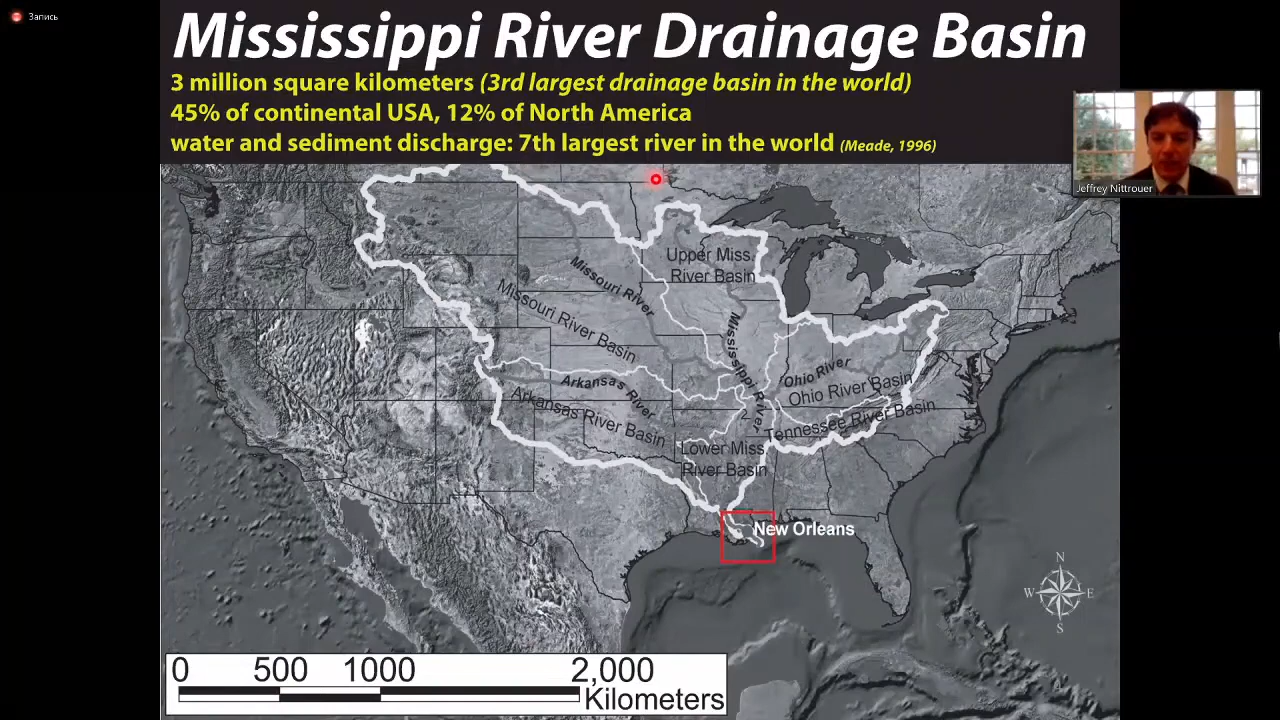 Запись
Mississippi River Drainage Basin
3 million square kilometers (3rd largest drainage basin in the world)
45% of continental USA, 12% of North America
water and sediment discharge: 7th largest river in the world (Meade, 1996)
Jeffrey Nittrouer
Upper Miss.
River Basin
Missouri River
Missouri River Basin
Mississippi River
Ohio River
Ohio River Basin
Arkansas River
Arkansas River Basin
Tennessee River Basin
Lower Miss.
River Basin
New Orleans
N
W E
S
0 500 1000 2,000
Kilometers